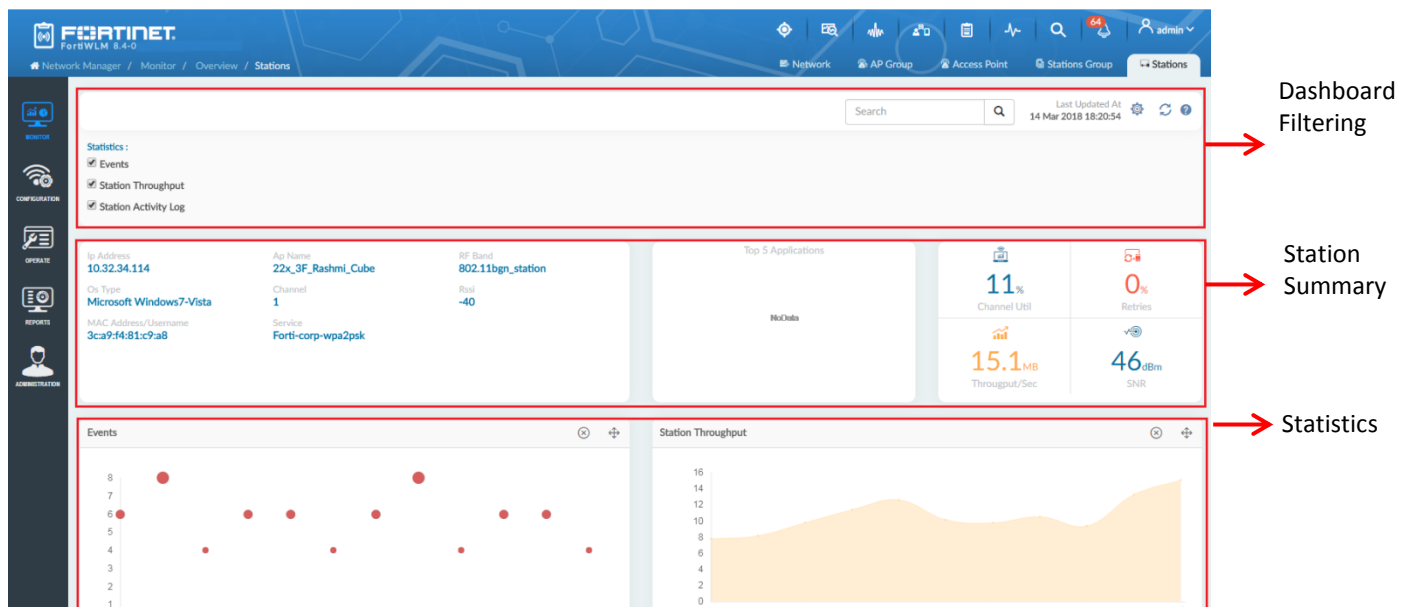 FORTINET
FortiWLM 8.4-0
64
admin
Network Manager / Monitor / Overview / Stations
Network
AP Group
Access Point
Stations Group
Stations
MONITOR
CONFIGURATION
OPERATE
REPORTS
ADMINISTRATION
Search
Last Updated At
14 Mar 2018 18:20:54
Statistics :
Events
Station Throughput
Station Activity Log
Dashboard
Filtering
Ip Address
10.32.34.114
Ap Name
22x_3F_Rashmi_Cube
RF Band
802.11bgn_station
Os Type
Microsoft Windows7-Vista
Channel
1
Rssi
-40
MAC Address/Username
3c:a9:f4:81:c9:a8
Service
Forti-corp-wpa2psk
Top 5 Applications
NoData
11%
Channel Util
0%
Retries
15.1MB
Througput/Sec
46dBm
SNR
Station
Summary
Events
8
7
6
5
4
3
2
1
Station Throughput
16
14
12
10
8
6
4
2
0
Statistics